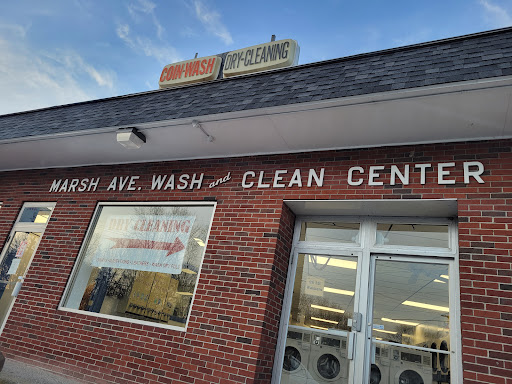 COIN-WASH DRY-CLEANING
MARSH AVE. WASH and CLEAN CENTER
DRY CLEANING